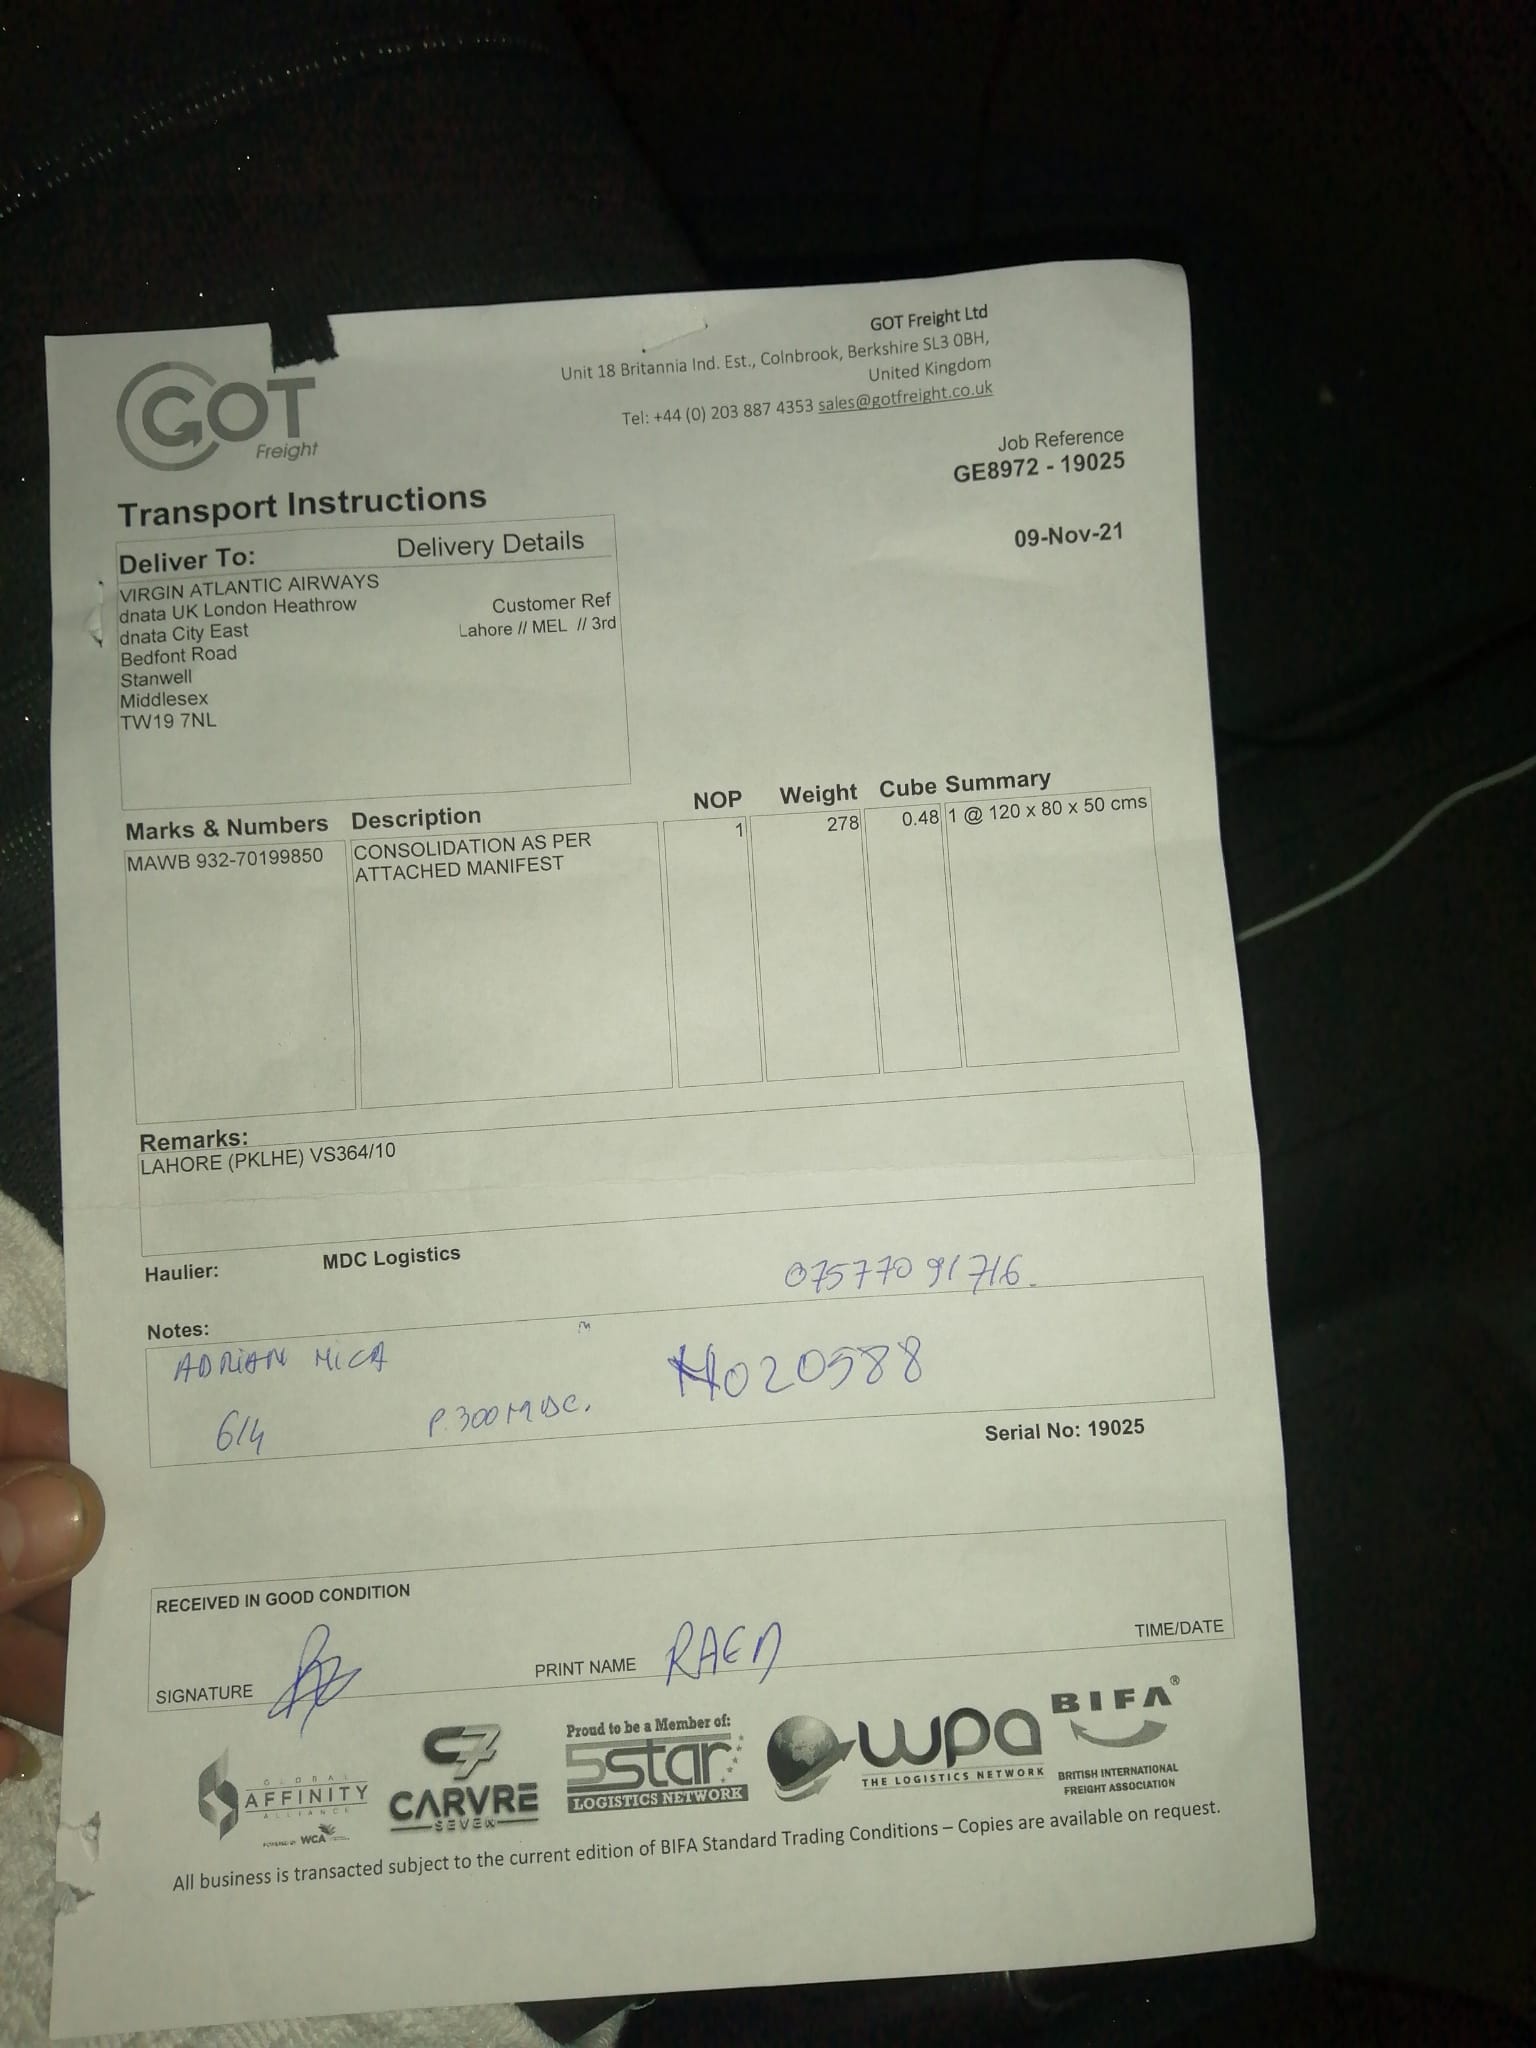 GOT
Freight
GOT Freight Ltd
Unit 18 Britannia Ind. Est., Colnbrook, Berkshire SL3 0BH,
United Kingdom
Tel: +44 (0) 203 887 4353 sales@gotfreight.co.uk
Job Reference
GE8972 - 19025
09-Nov-21
Transport Instructions
Deliver To: Delivery Details
VIRGIN ATLANTIC AIRWAYS
dnata UK London Heathrow Customer Ref
dnata City East Lahore // MEL // 3rd
Bedfont Road
Stanwell
Middlesex
TW19 7NL
Marks & Numbers Description NOP Weight Cube Summary
MAWB 932-70199850 CONSOLIDATION AS PER 1 278 0.48 1 @ 120 x 80 x 50 cms
ATTACHED MANIFEST
Remarks:
LAHORE (PKLHE) VS364/10
Haulier: MDC Logistics
07577091716.
Notes:
ADRIAN MICA
020588
614 P.300
Serial No: 19025
RECEIVED IN GOOD CONDITION
SIGNATURE PRINT NAME TIME/DATE
GLOBAL
AFFINITY
ALLIANCE
POWERED BY WCA
C7
CARVRE
SEVEN
Proud to be a Member of:
5star
LOGISTICS NETWORK
wpa
THE LOGISTICS NETWORK
BIFA®
BRITISH INTERNATIONAL
FREIGHT ASSOCIATION
All business is transacted subject to the current edition of BIFA Standard Trading Conditions – Copies are available on request.